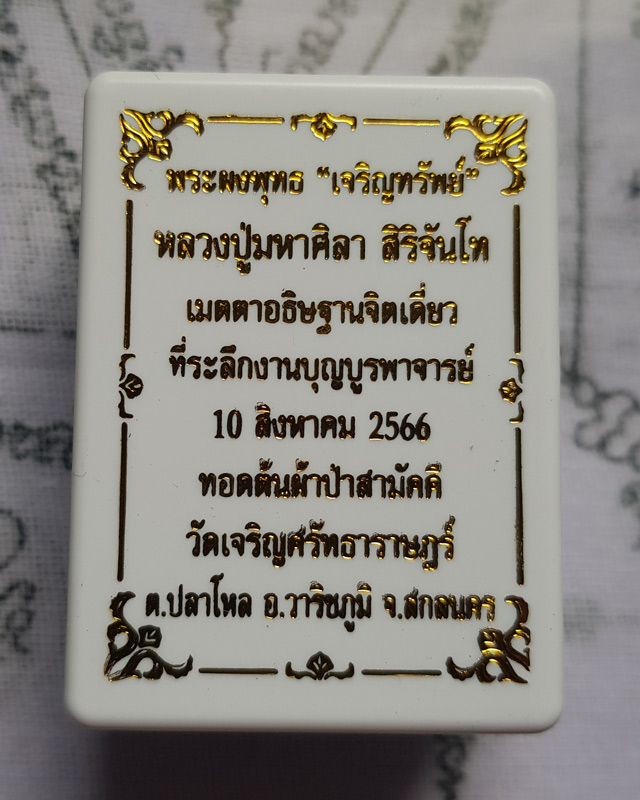 พระผงพุทธ "เจริญทรัพย์"
หลวงปู่มหาศิลา สิริจันโท
เมตตาอธิษฐานจิตเดี่ยว
ที่ระลึกงานบุญบูรพาจารย์
10 สิงหาคม 2566
ทอดต้นผ้าป่าสามัคคี
วัดเจริญศรัทธาราษฎร์
ต.ปลาโหล อ.วาริชภูมิ จ.สกลนคร